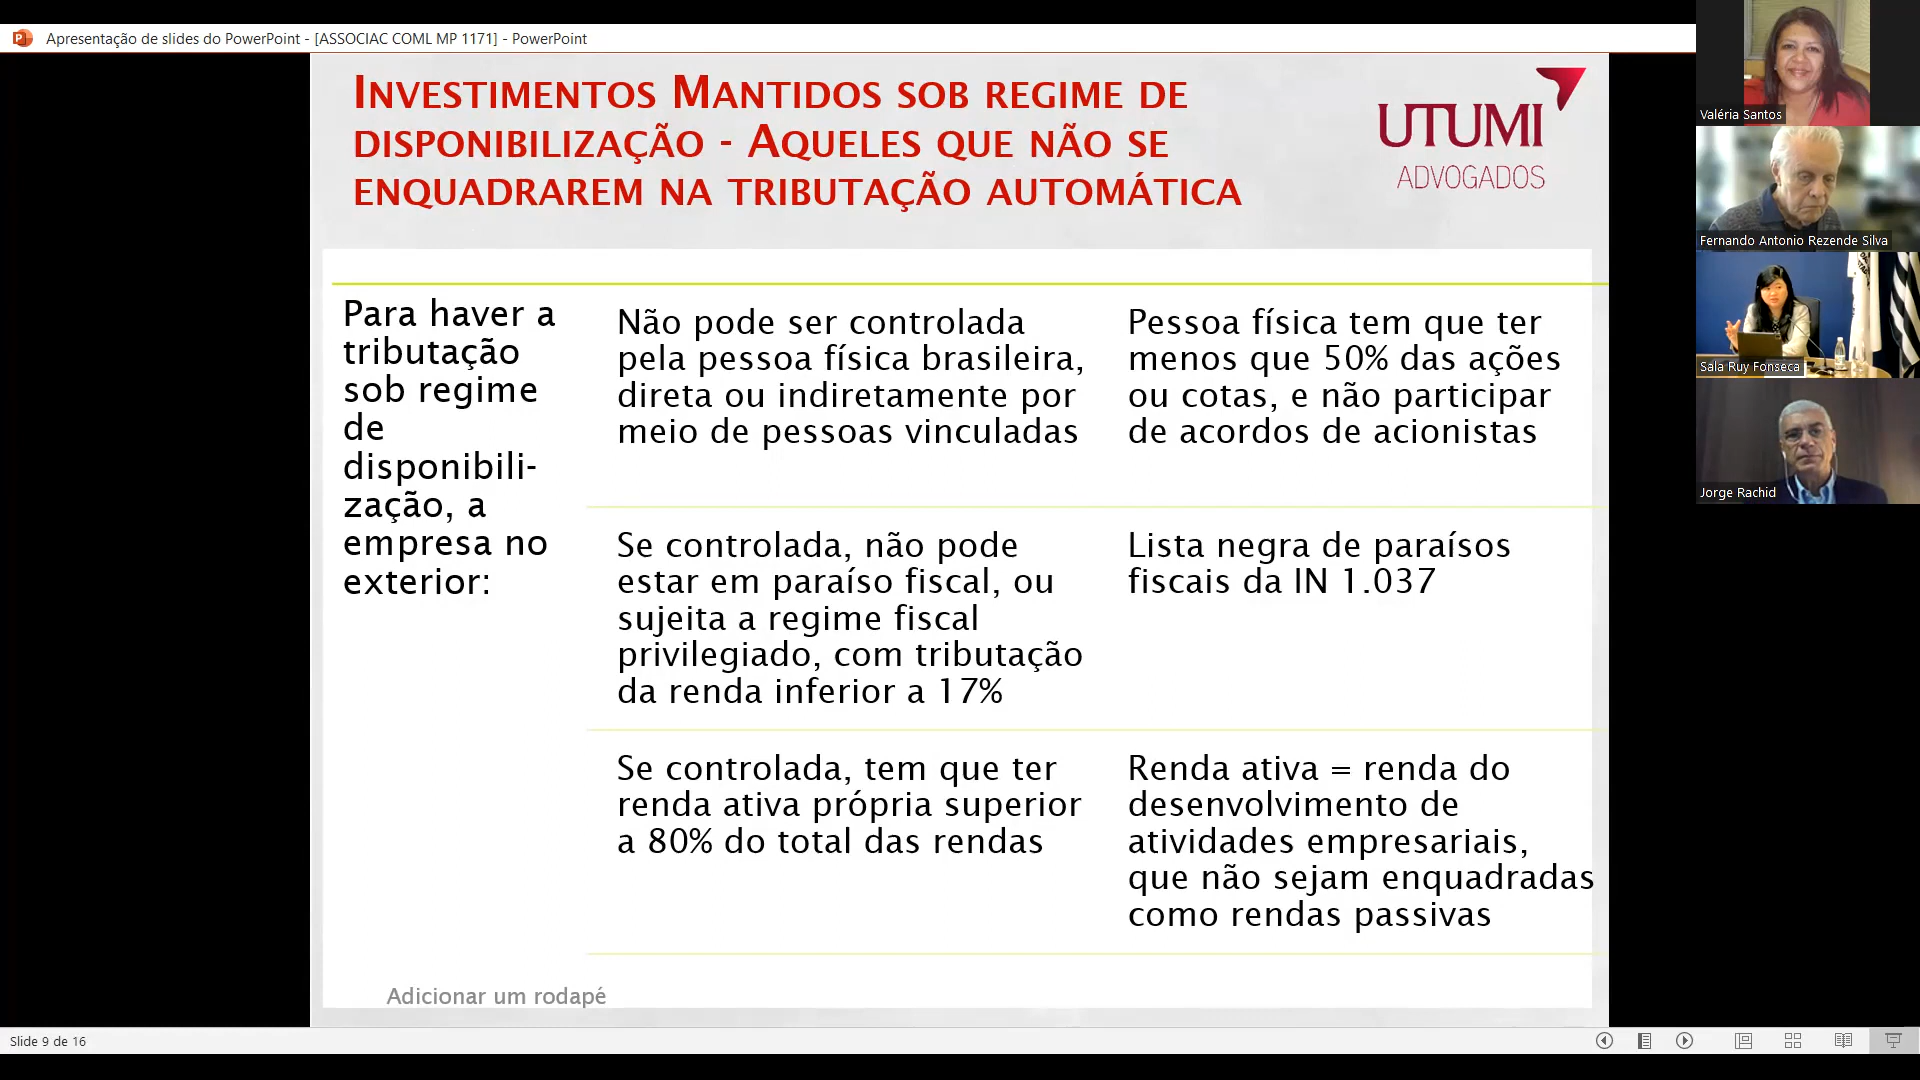 Apresentação de slides do PowerPoint - [ASSOCIAC COML MP 1171] - PowerPoint
INVESTIMENTOS MANTIDOS SOB REGIME DE
DISPONIBILIZAÇÃO - AQUELES QUE NÃO SE
ENQUADRAREM NA TRIBUTAÇÃO AUTOMÁTICA
UTUMI
ADVOGADOS
Para haver a
tributação
sob regime
de
disponibili-
zação, a
empresa no
exterior:
Não pode ser controlada
pela pessoa física brasileira,
direta ou indiretamente por
meio de pessoas vinculadas
Pessoa física tem que ter
menos que 50% das ações
ou cotas, e não participar
de acordos de acionistas
Se controlada, não pode
estar em paraíso fiscal, ou
sujeita a regime fiscal
privilegiado, com tributação
da renda inferior a 17%
Lista negra de paraísos
fiscais da IN 1.037
Se controlada, tem que ter
renda ativa própria superior
a 80% do total das rendas
Renda ativa = renda do
desenvolvimento de
atividades empresariais,
que não sejam enquadradas
como rendas passivas
Adicionar um rodapé
Slide 9 de 16
Valéria Santos
Fernando Antonio Rezende Silva
Sala Ruy Fonseca
Jorge Rachid